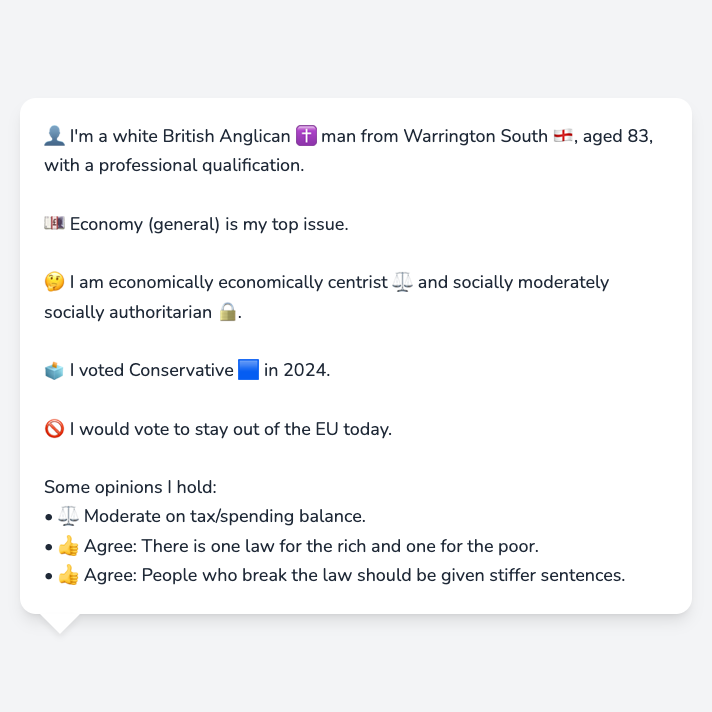 👤 I'm a white British Anglican ✝️ man from Warrington South 🏴󠁧󠁢󠁥󠁮󠁧󠁿, aged 83,
with a professional qualification.
💷 Economy (general) is my top issue.
🤔 I am economically economically centrist ⚖️ and socially moderately
socially authoritarian 🔒.
🗳️ I voted Conservative 🟦 in 2024.
🚫 I would vote to stay out of the EU today.
Some opinions I hold:
• ⚖️ Moderate on tax/spending balance.
• 👍 Agree: There is one law for the rich and one for the poor.
• 👍 Agree: People who break the law should be given stiffer sentences.